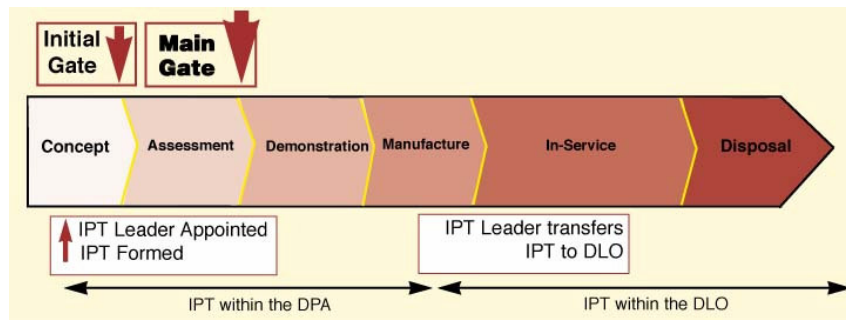 Initial
Gate
Main
Gate
Concept
Assessment
Demonstration
Manufacture
In-Service
Disposal
IPT Leader Appointed
IPT Formed
IPT Leader transfers
IPT to DLO
IPT within the DPA
IPT within the DLO